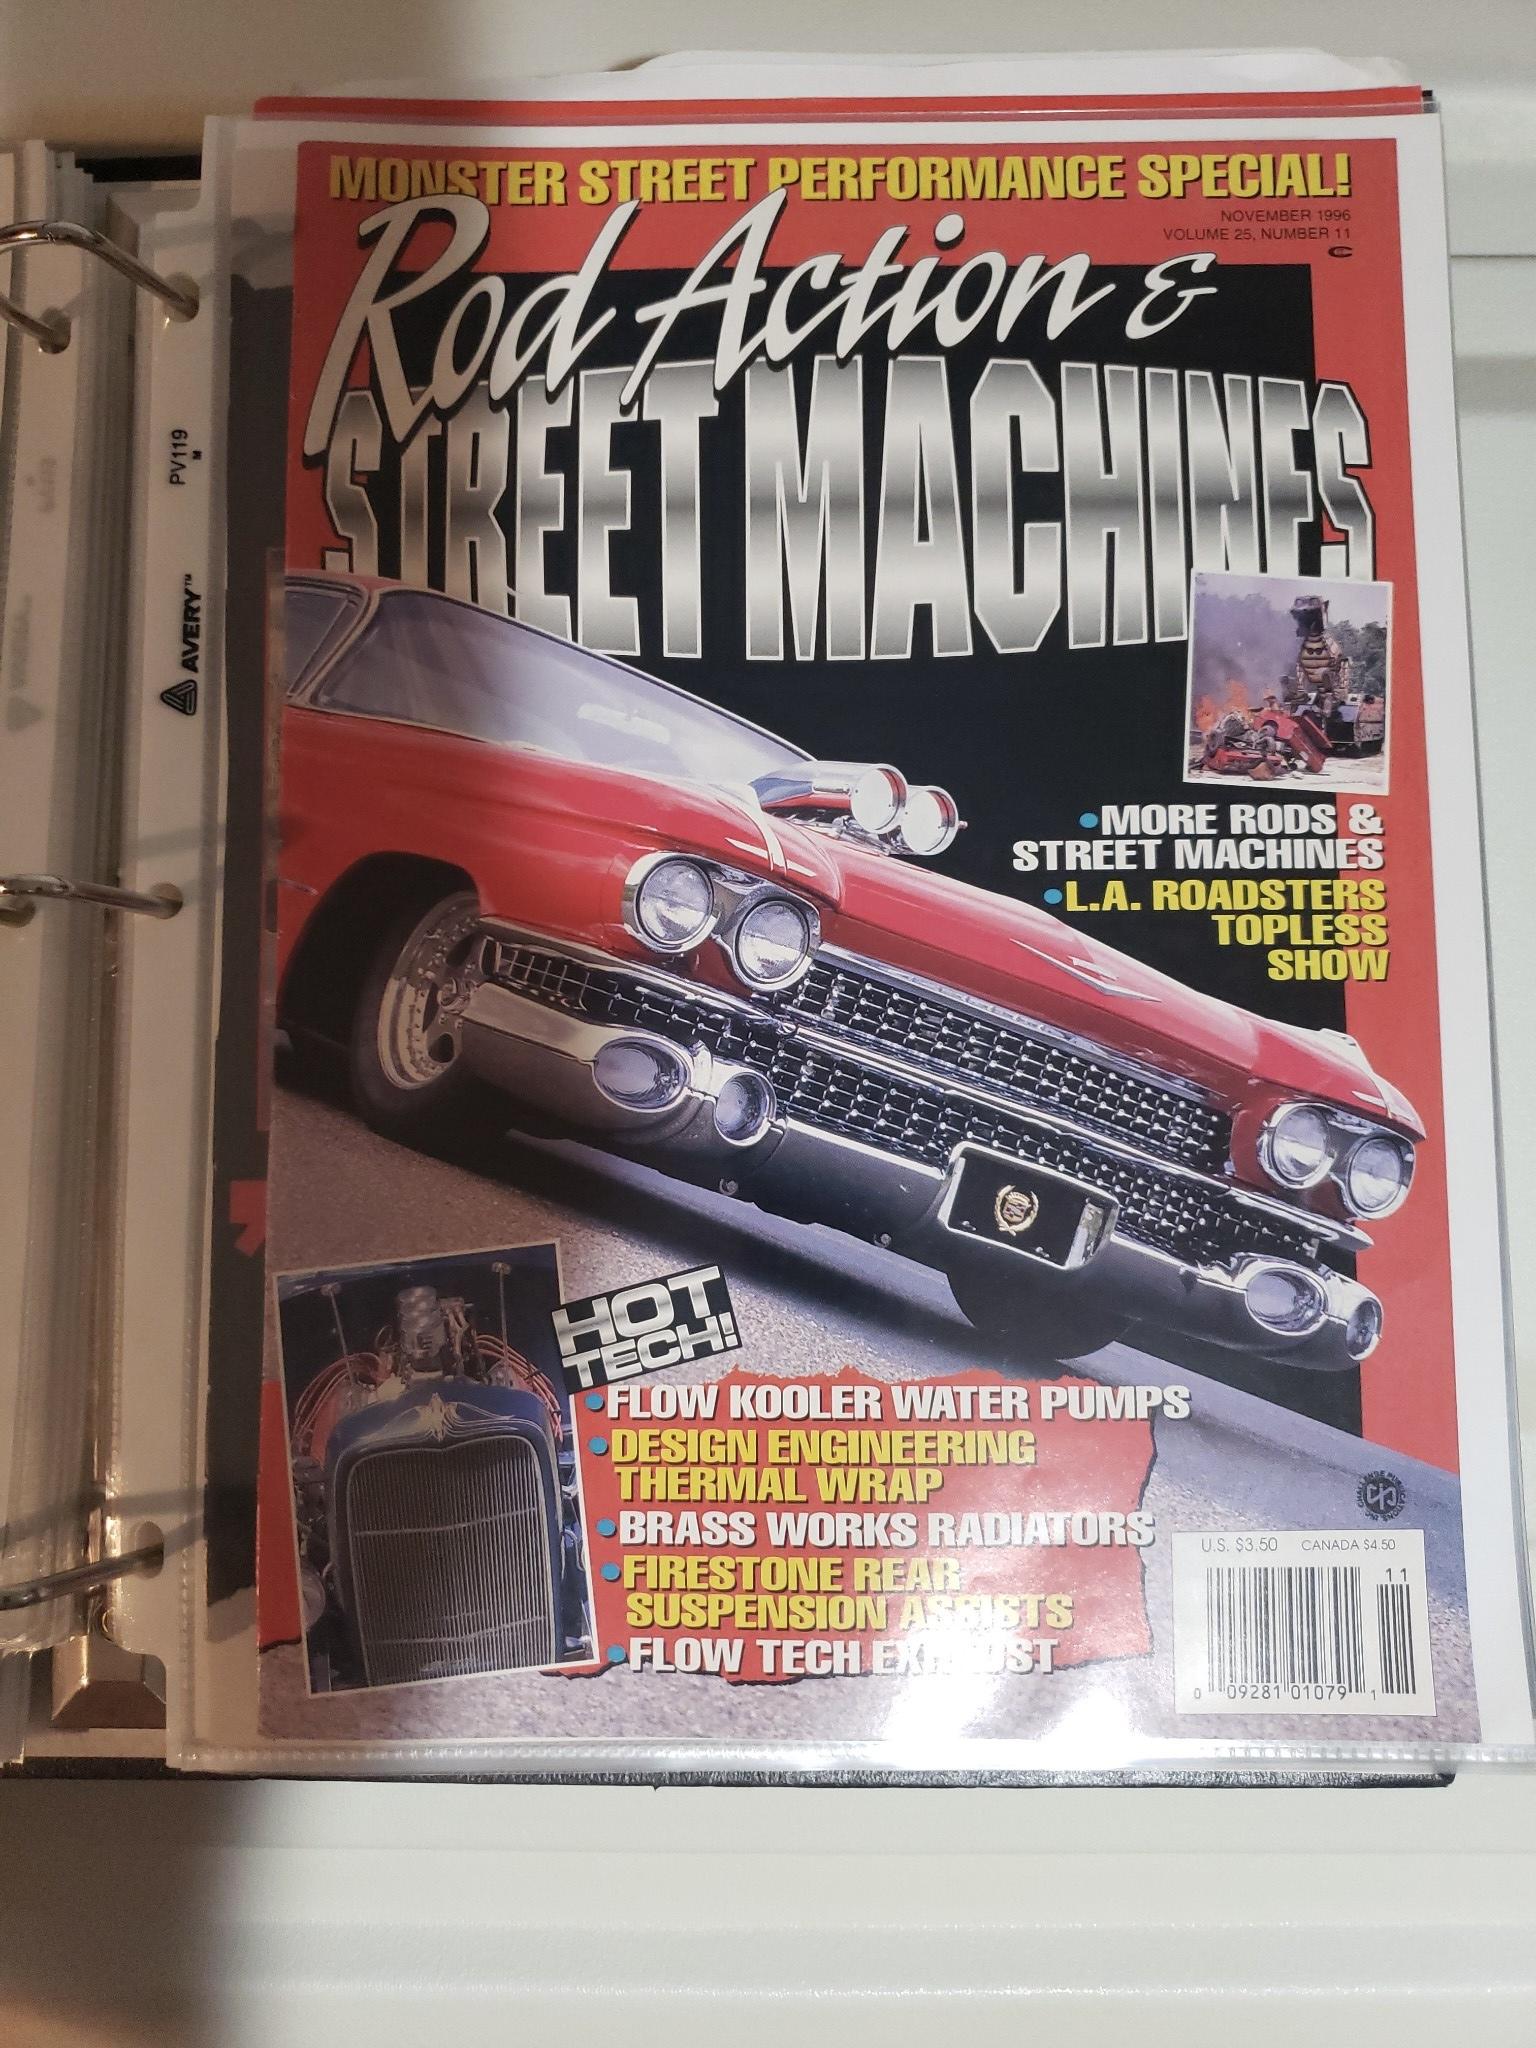 MONSTER STREET PERFORMANCE SPECIAL!
NOVEMBER 1996
VOLUME 25, NUMBER 11
Rod Action &
STREET MACHINES
•MORE RODS &
STREET MACHINES
•L.A. ROADSTERS
TOPLESS
SHOW
HOT
TECH!
•FLOW KOOLER WATER PUMPS
•DESIGN ENGINEERING
THERMAL WRAP
•BRASS WORKS RADIATORS
•FIRESTONE REAR
SUSPENSION ASSISTS
•FLOW TECH EXHAUST
U.S. $3.50 CANADA $4.50
11
0 09281 01079 1
PV119
M
AVERY™